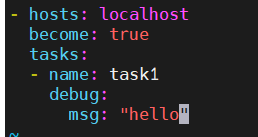 - hosts: localhost
  become: true
  tasks:
  - name: task1
    debug:
      msg: "hello"
~